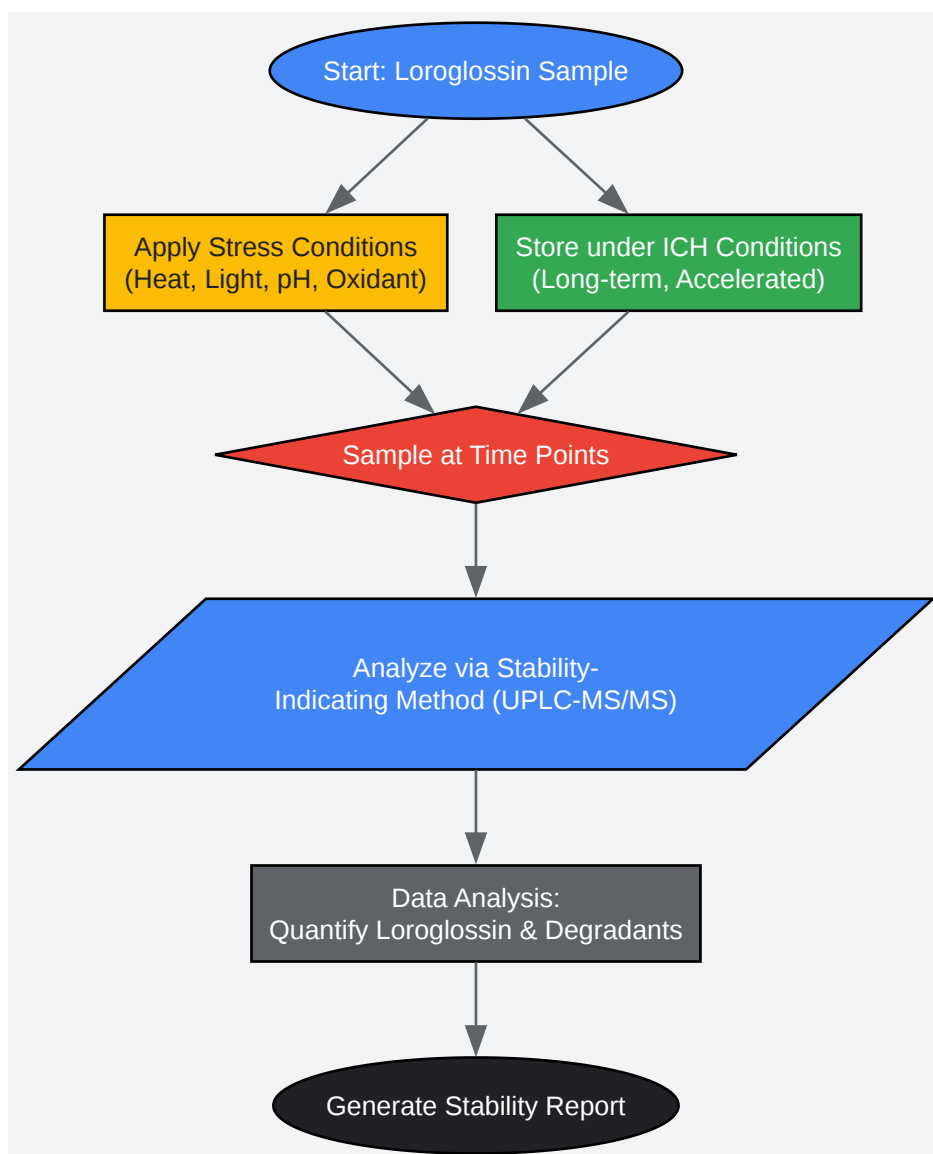 Start: Loroglossin Sample
Apply Stress Conditions
(Heat, Light, pH, Oxidant)
Store under ICH Conditions
(Long-term, Accelerated)
Sample at Time Points
Analyze via Stability-
Indicating Method (UPLC-MS/MS)
Data Analysis:
Quantify Loroglossin & Degradants
Generate Stability Report